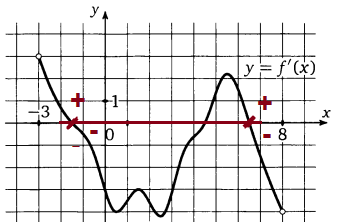 y
y = f′(x)
+ +
−3 1 x
- 0 - 8
-